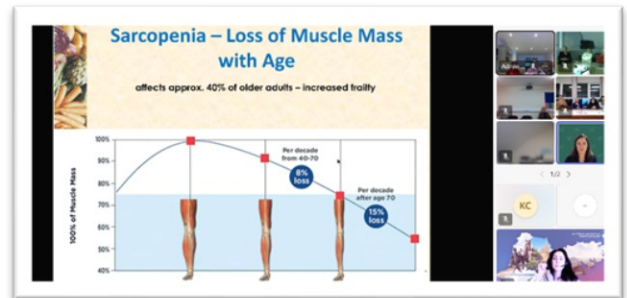 Sarcopenia – Loss of Muscle Mass
with Age
affects approx. 40% of older adults – increased frailty
100%
90%
80%
70%
60%
50%
40%
100% of Muscle Mass
Per decade
from 40-70
8%
loss
Per decade
after age 70
15%
loss
1/2
KC